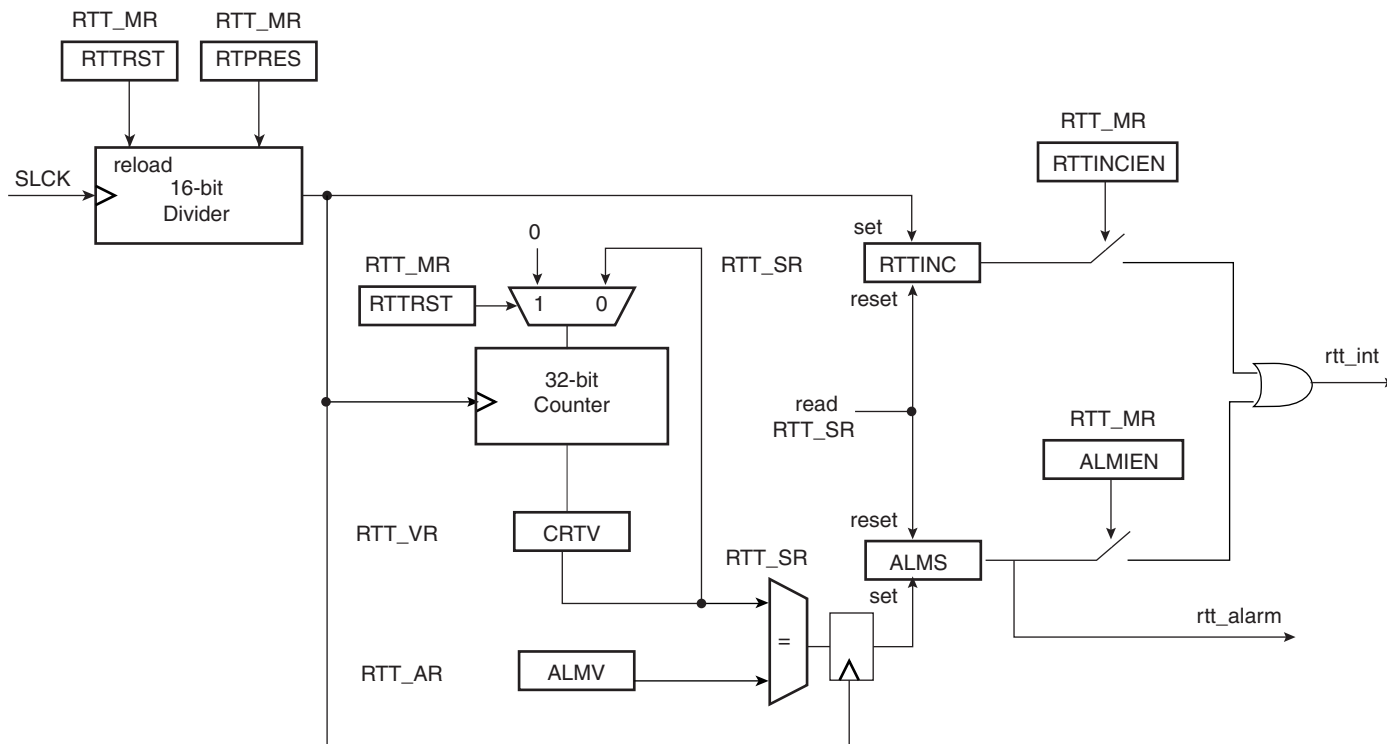 RTT_MR
RTT_MR
RTTRST
RTPRES
SLCK
reload
16-bit
Divider
RTT_MR
RTTINCIEN
0
set
RTT_MR
RTT_SR
RTTINC
RTTRST
1
0
reset
32-bit
Counter
rtt_int
read
RTT_SR
RTT_MR
ALMIEN
reset
RTT_VR
CRTV
RTT_SR
ALMS
set
rtt_alarm
=
RTT_AR
ALMV